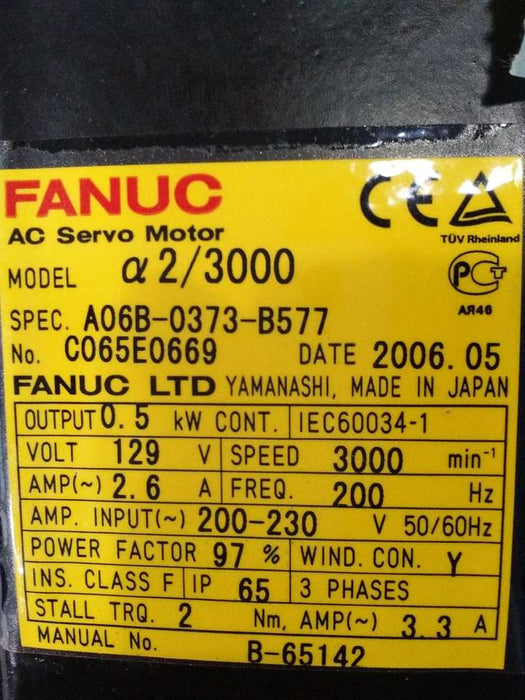 FANUC
CE
TÜV Rheinland
AC Servo Motor
MODEL α2/3000
PCT
АЯ46
SPEC. A06B-0373-B577
No. C065E0669 DATE 2006.05
FANUC LTD YAMANASHI, MADE IN JAPAN
OUTPUT 0.5 kW CONT. IEC60034-1
VOLT 129 V SPEED 3000 min⁻¹
AMP(~) 2.6 A FREQ. 200 Hz
AMP. INPUT(~) 200-230 V 50/60Hz
POWER FACTOR 97 % WIND. CON. Y
INS. CLASS F IP 65 3 PHASES
STALL TRQ. 2 Nm, AMP(~) 3.3 A
MANUAL No. B-65142